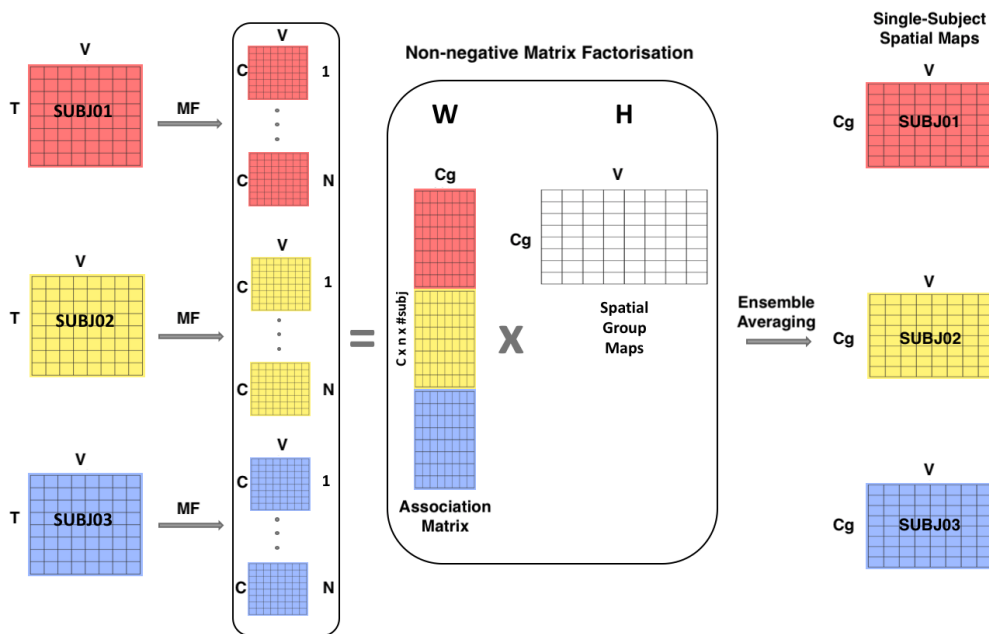 V
T
SUBJ01
MF
V
C
1
C
N
V
T
SUBJ02
MF
V
C
1
C
N
V
T
SUBJ03
MF
V
C
1
C
N
=
Non-negative Matrix Factorisation
W
H
Cg
C x n x #subj
Association
Matrix
X
V
Cg
Spatial
Group
Maps
Ensemble
Averaging
Single-Subject
Spatial Maps
V
Cg
SUBJ01
V
Cg
SUBJ02
V
Cg
SUBJ03